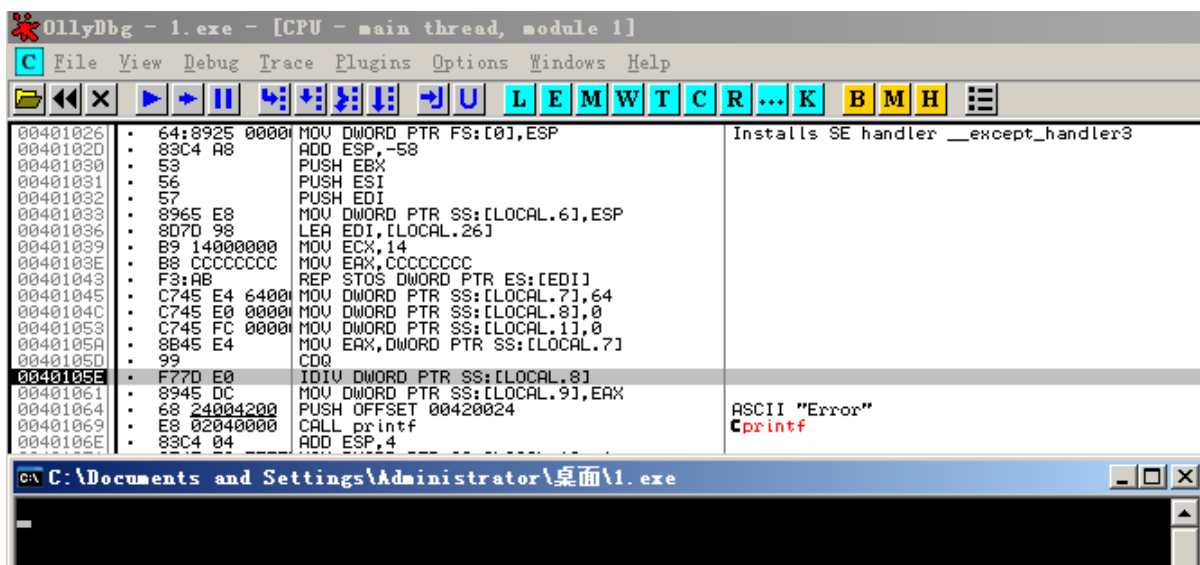 OllyDbg - 1.exe - [CPU - main thread, module 1]
C File View Debug Trace Plugins Options Windows Help
L E M W T C R ... K B M H
00401026 . 64:8925 0000 MOV DWORD PTR FS:[0],ESP Installs SE handler __except_handler3
0040102D . 83C4 A8 ADD ESP,-58
00401030 . 53 PUSH EBX
00401031 . 56 PUSH ESI
00401032 . 57 PUSH EDI
00401033 . 8965 E8 MOV DWORD PTR SS:[LOCAL.6],ESP
00401036 . 8D7D 98 LEA EDI,[LOCAL.26]
00401039 . B9 14000000 MOV ECX,14
0040103E . B8 CCCCCCCC MOV EAX,CCCCCCCC
00401043 . F3:AB REP STOS DWORD PTR ES:[EDI]
00401045 . C745 E4 6400 MOV DWORD PTR SS:[LOCAL.7],64
0040104C . C745 E0 0000 MOV DWORD PTR SS:[LOCAL.8],0
00401053 . C745 FC 0000 MOV DWORD PTR SS:[LOCAL.1],0
0040105A . 8B45 E4 MOV EAX,DWORD PTR SS:[LOCAL.7]
0040105D . 99 CDQ
0040105E . F77D E0 IDIV DWORD PTR SS:[LOCAL.8]
00401061 . 8945 DC MOV DWORD PTR SS:[LOCAL.9],EAX
00401064 . 68 24004200 PUSH OFFSET 00420024 ASCII "Error"
00401069 . E8 02040000 CALL printf Cprintf
0040106E . 83C4 04 ADD ESP,4
C:\Documents and Settings\Administrator\桌面\1.exe